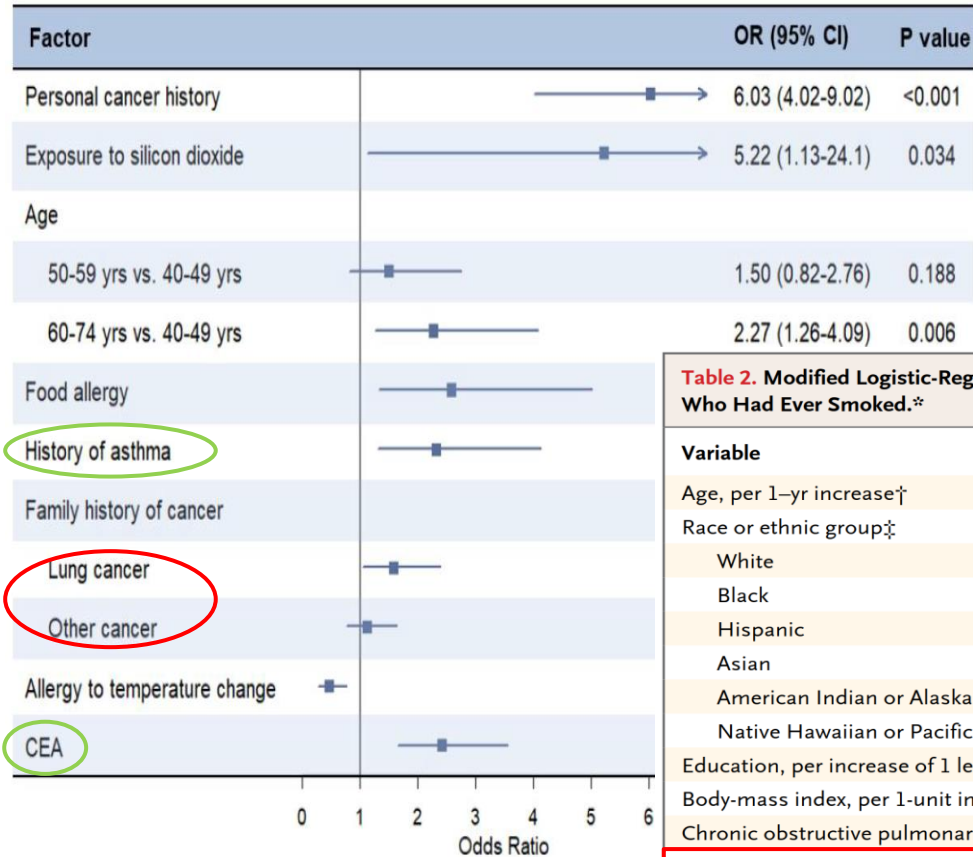 Factor OR (95% CI) P value
Personal cancer history 6.03 (4.02-9.02) <0.001
Exposure to silicon dioxide 5.22 (1.13-24.1) 0.034
Age
50-59 yrs vs. 40-49 yrs 1.50 (0.82-2.76) 0.188
60-74 yrs vs. 40-49 yrs 2.27 (1.26-4.09) 0.006
Food allergy
History of asthma
Family history of cancer
Lung cancer
Other cancer
Allergy to temperature change
CEA
0 1 2 3 4 5 6
Odds Ratio
Table 2. Modified Logistic-Reg
Who Had Ever Smoked.*
Variable
Age, per 1–yr increase†
Race or ethnic group‡
White
Black
Hispanic
Asian
American Indian or Alaska
Native Hawaiian or Pacific
Education, per increase of 1 le
Body-mass index, per 1-unit in
Chronic obstructive pulmonar